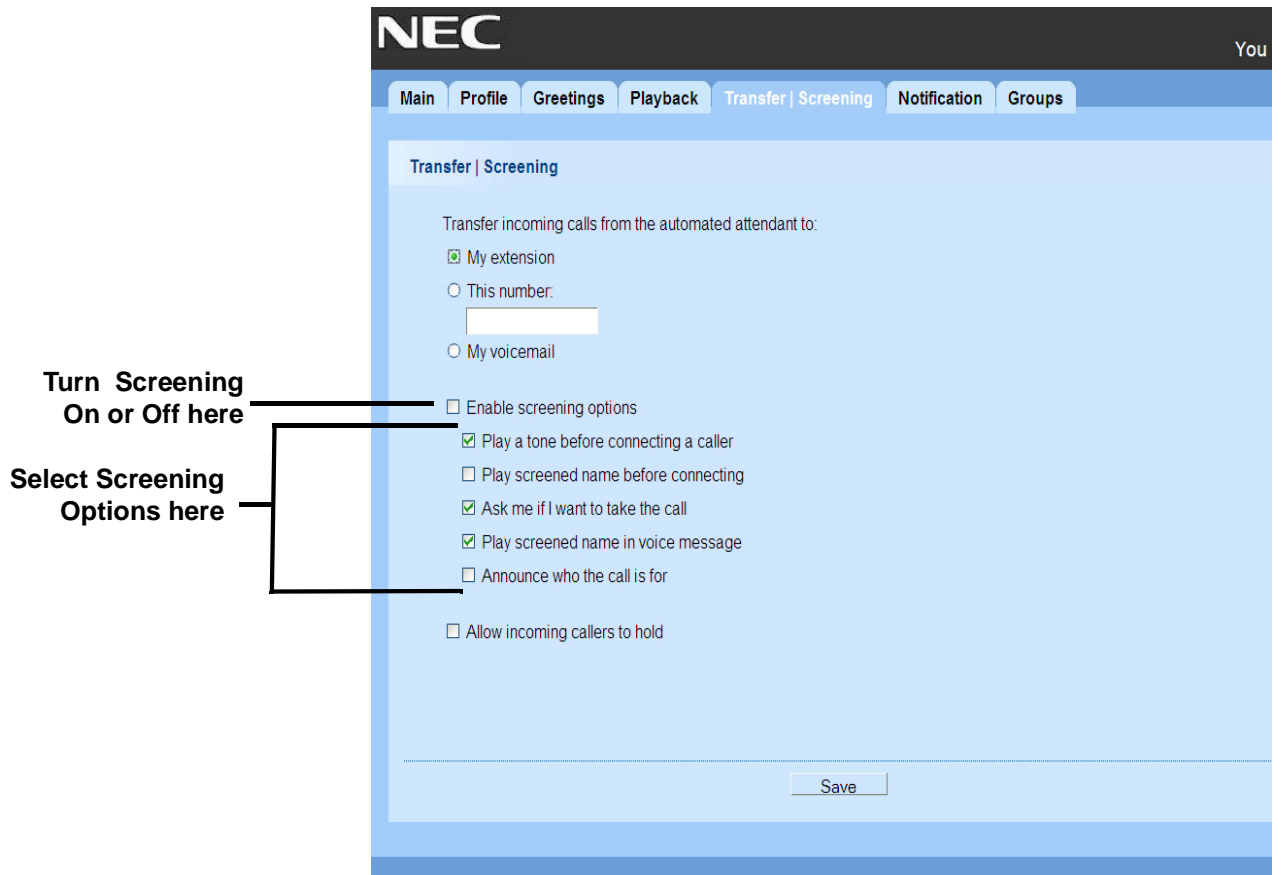 NEC
You
Main Profile Greetings Playback Transfer | Screening Notification Groups
Transfer | Screening
Transfer incoming calls from the automated attendant to:
My extension
This number:
My voicemail
Turn Screening
On or Off here
Enable screening options
Play a tone before connecting a caller
Play screened name before connecting
Select Screening
Options here
Ask me if I want to take the call
Play screened name in voice message
Announce who the call is for
Allow incoming callers to hold
Save